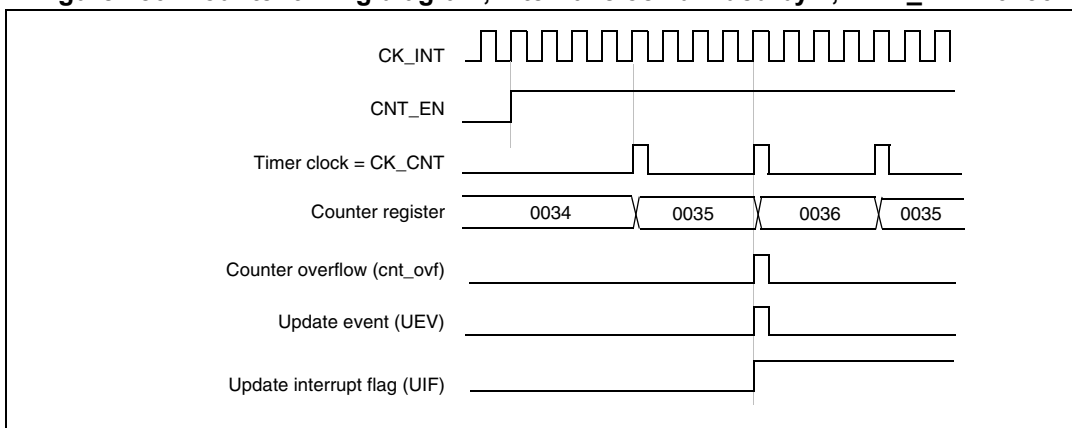 CK_INT
CNT_EN
Timer clock = CK_CNT
Counter register 0034 0035 0036 0035
Counter overflow (cnt_ovf)
Update event (UEV)
Update interrupt flag (UIF)